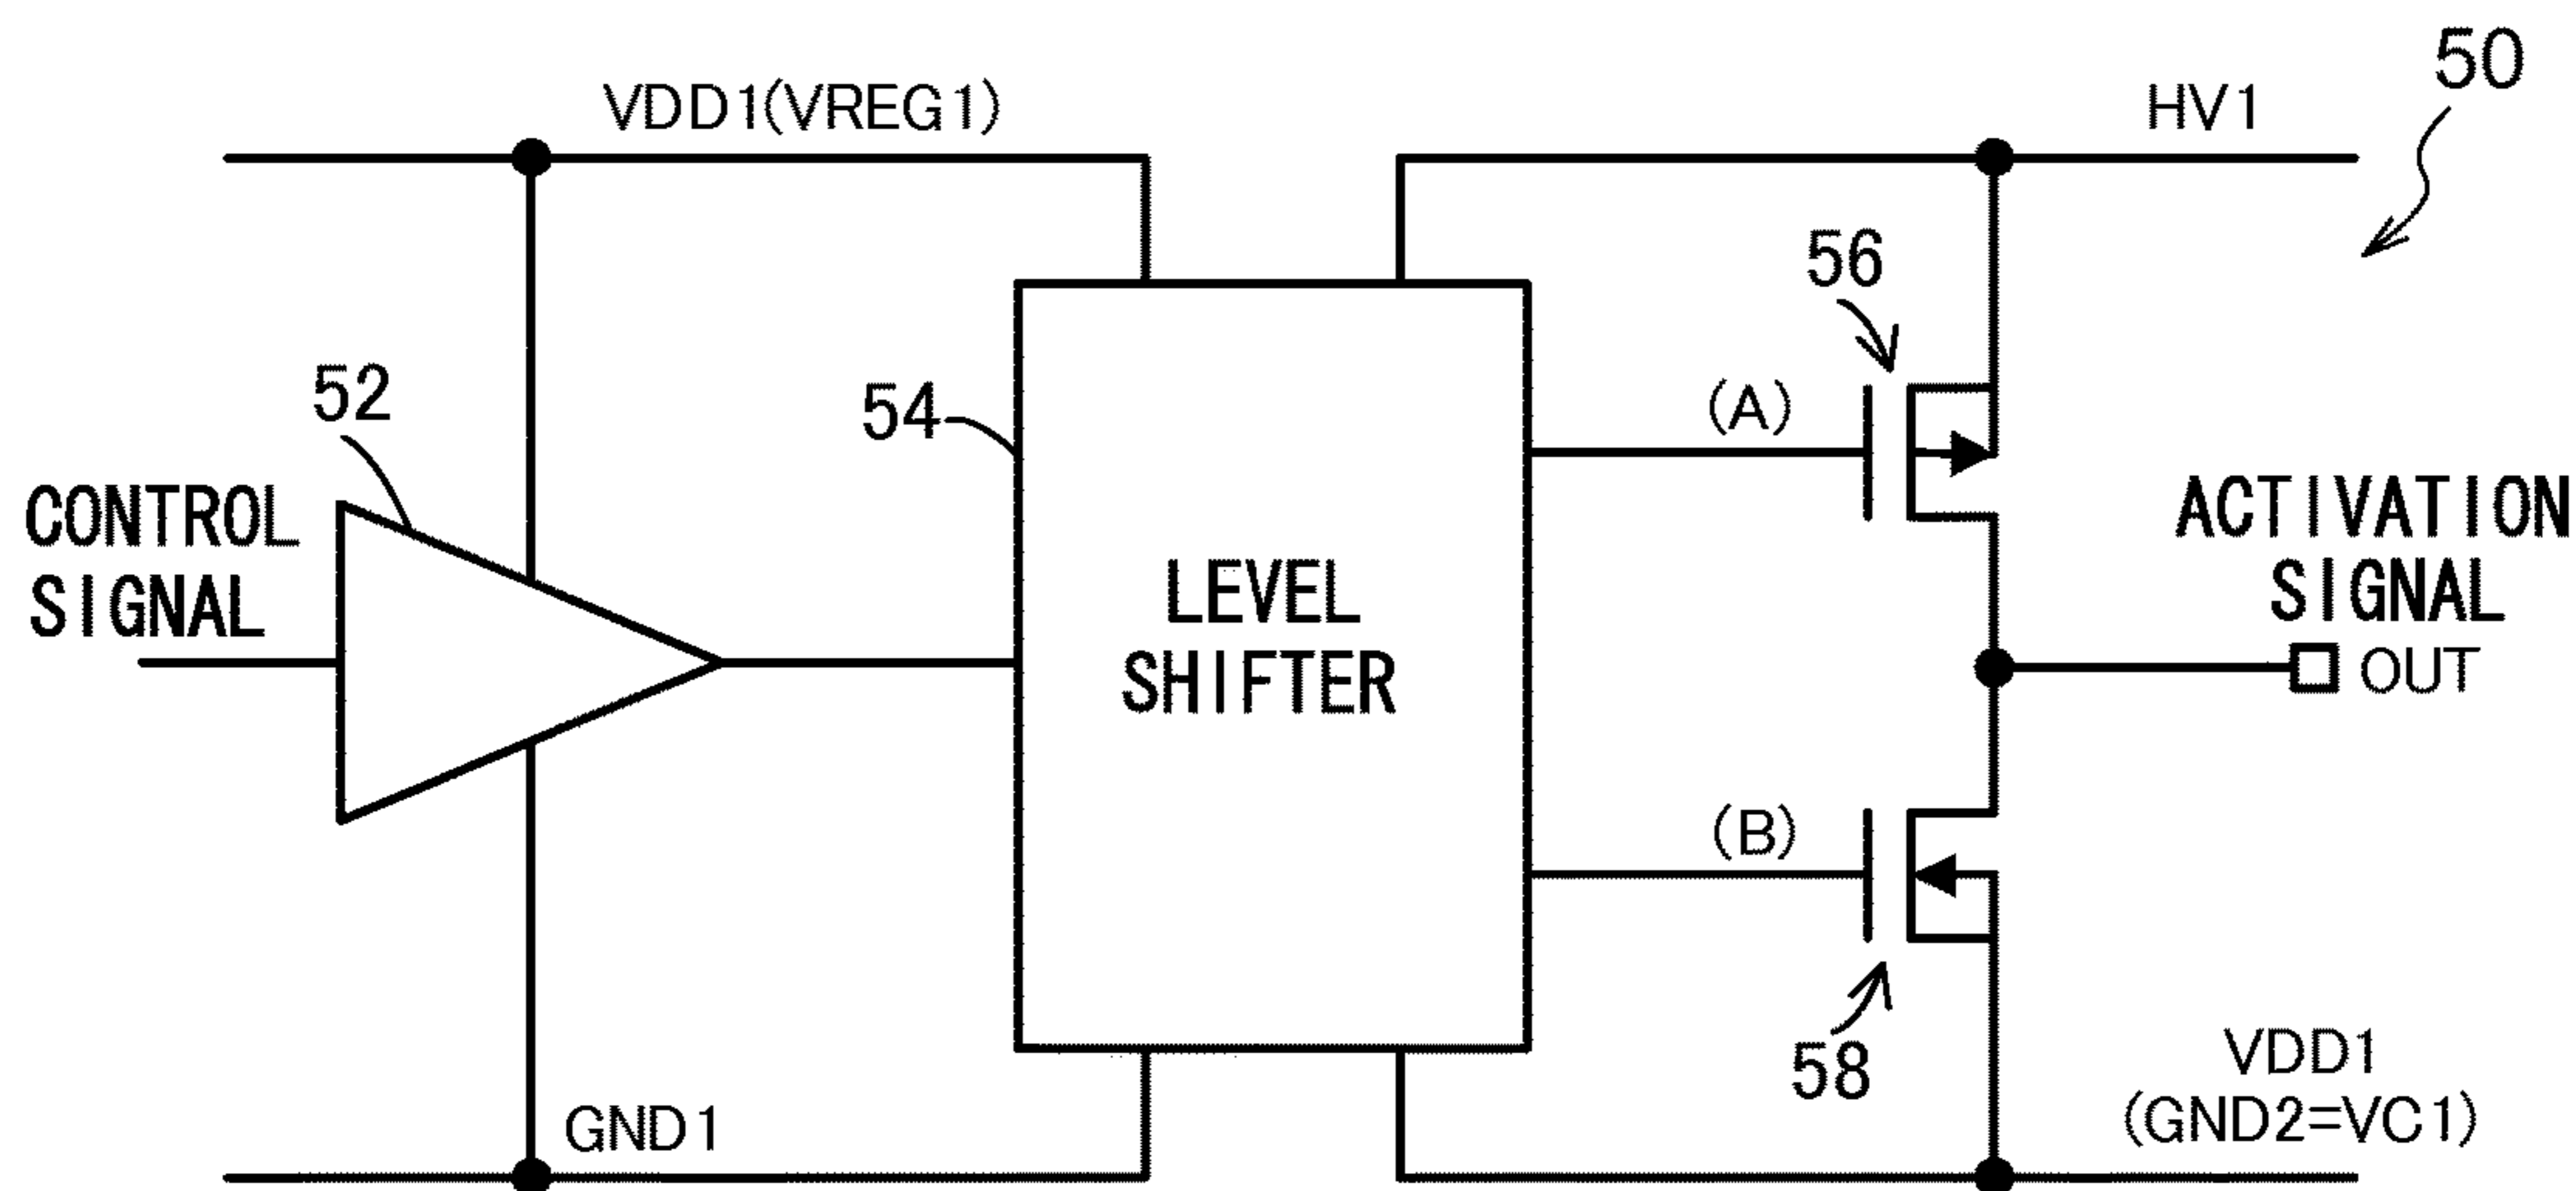 50
VDD1(VREG1)
HV1
56
52
54
(A)
CONTROL
SIGNAL
ACTIVATION
SIGNAL
LEVEL
SHIFTER
OUT
(B)
58
VDD1
(GND2=VC1)
GND1